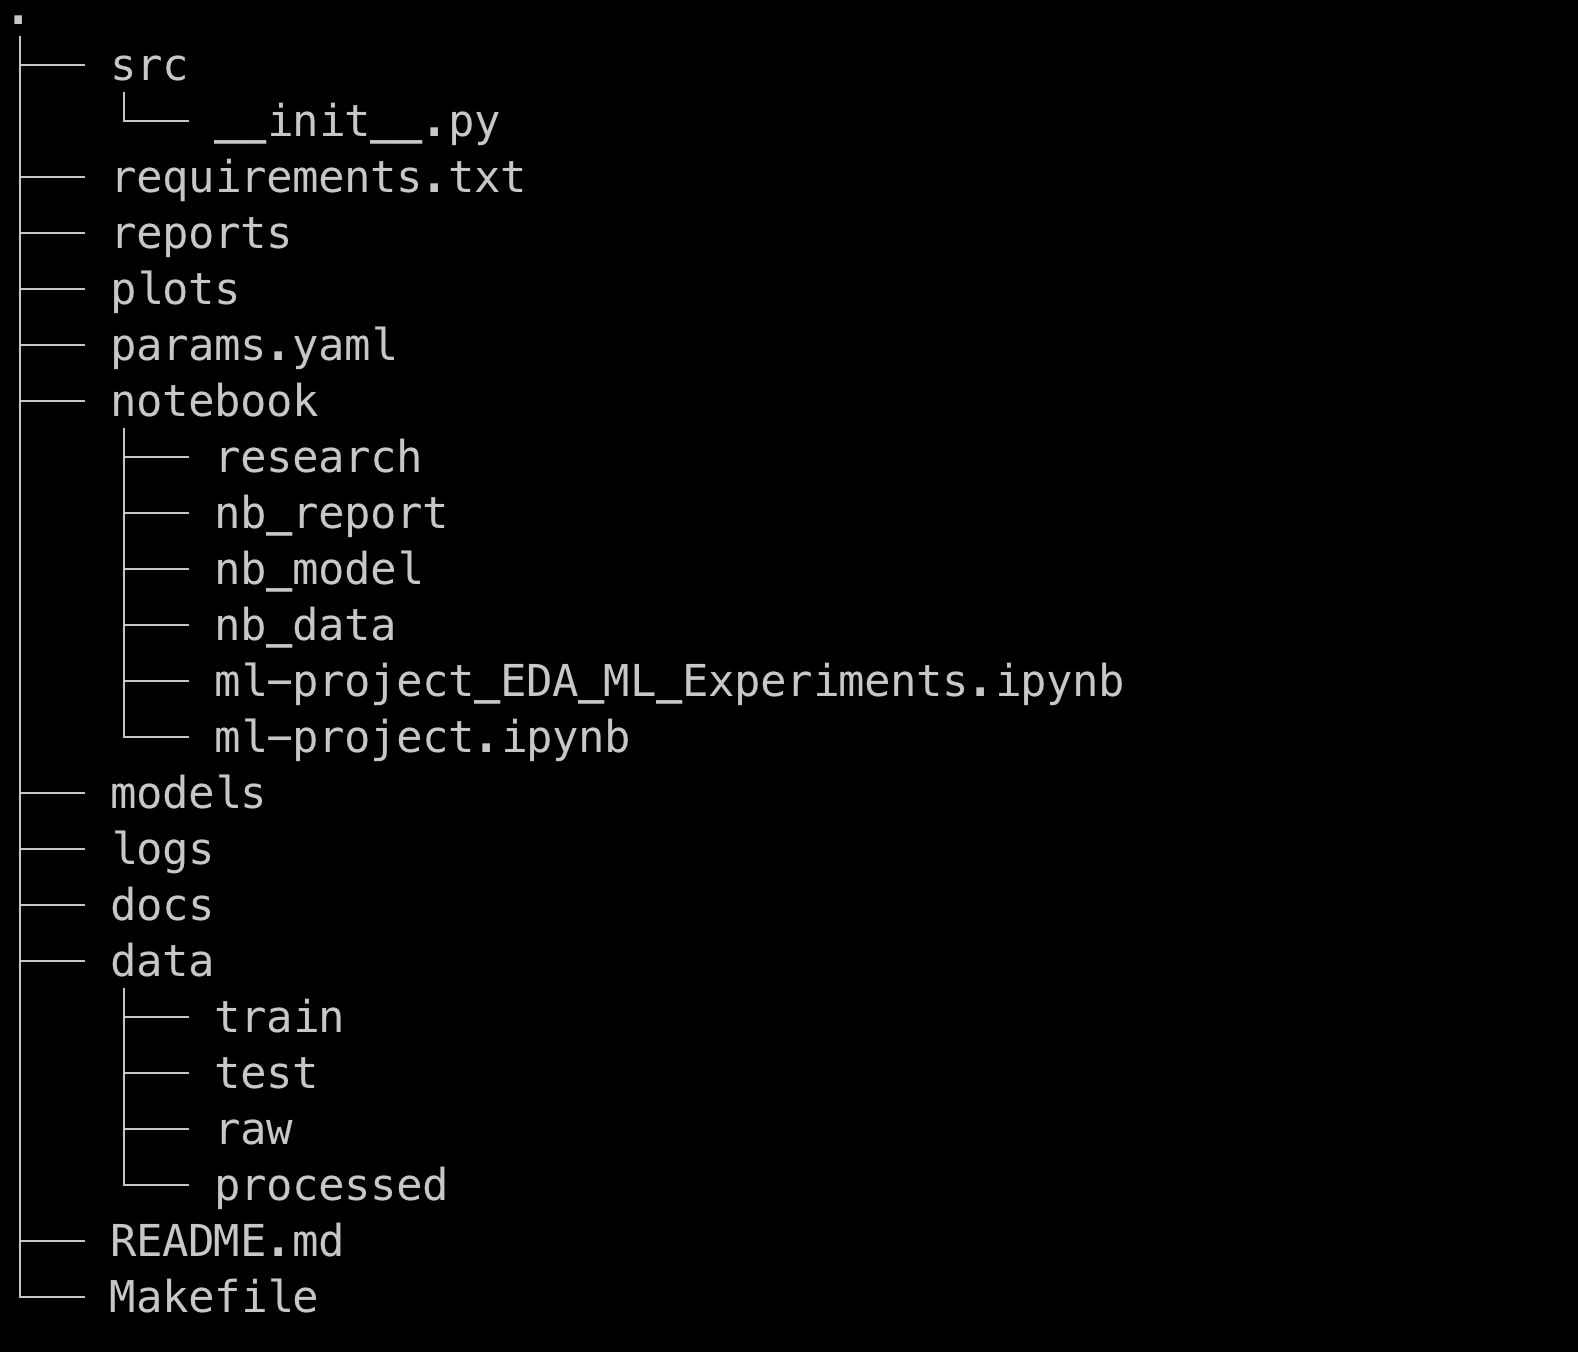 .
├── src
│   └── __init__.py
├── requirements.txt
├── reports
├── plots
├── params.yaml
├── notebook
│   ├── research
│   ├── nb_report
│   ├── nb_model
│   ├── nb_data
│   ├── ml-project_EDA_ML_Experiments.ipynb
│   └── ml-project.ipynb
├── models
├── logs
├── docs
├── data
│   ├── train
│   ├── test
│   ├── raw
│   └── processed
├── README.md
└── Makefile